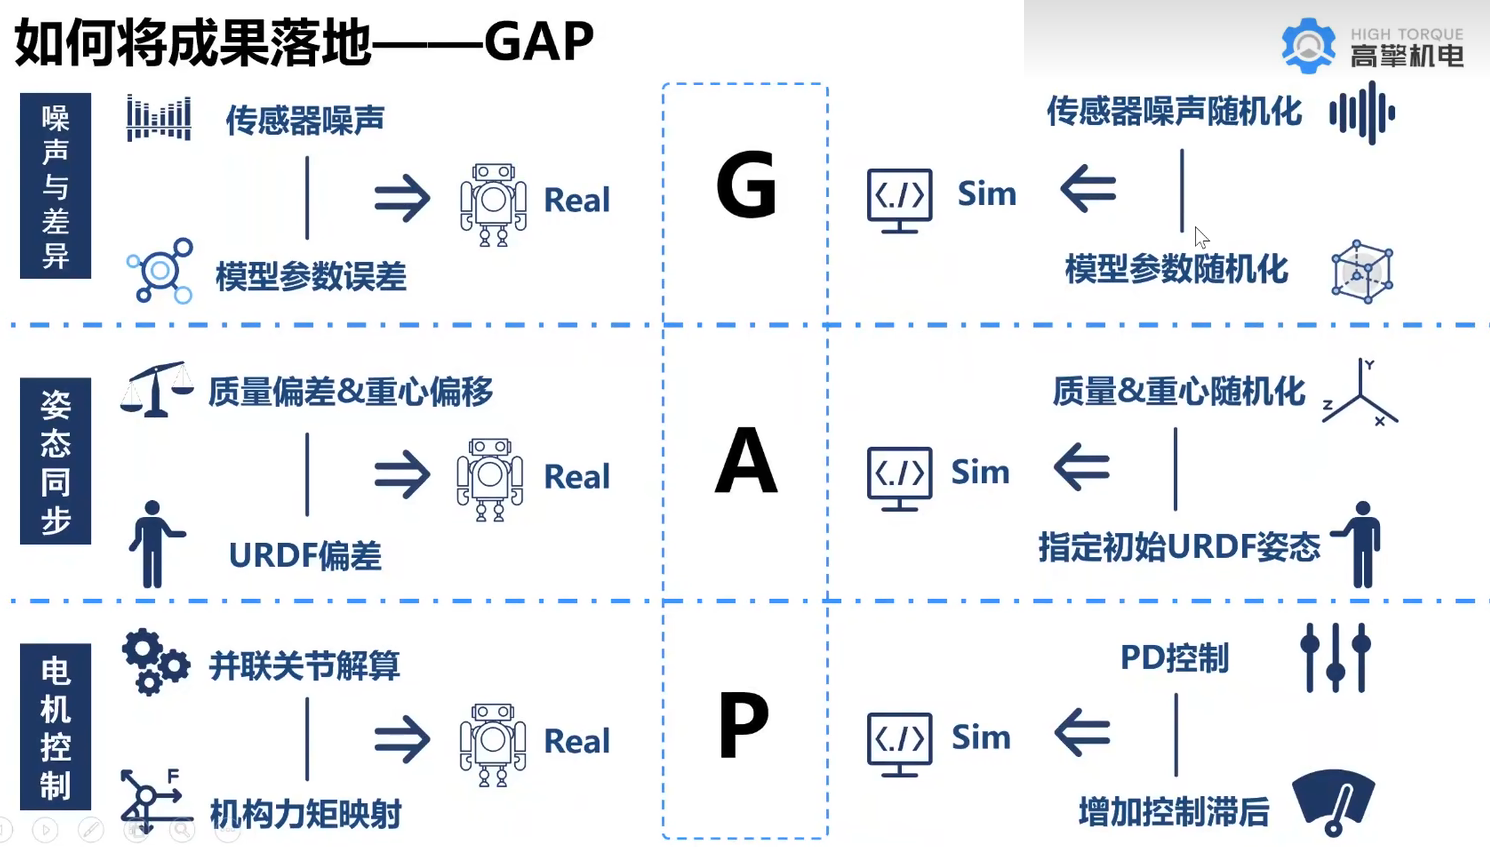 如何将成果落地——GAP
HIGH TORQUE
高擎机电
噪声与差异
传感器噪声
模型参数误差
Real
G
Sim
传感器噪声随机化
模型参数随机化
姿态同步
质量偏差&重心偏移
URDF偏差
Real
A
Sim
质量&重心随机化
Y
Z
X
指定初始URDF姿态
电机控制
并联关节解算
F
机构力矩映射
Real
P
Sim
PD控制
增加控制滞后